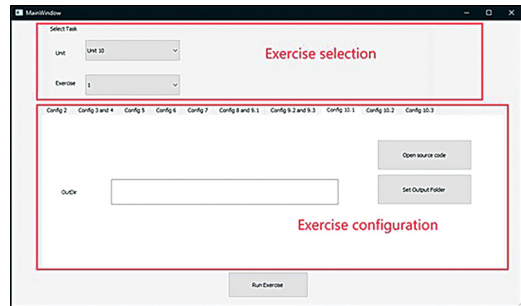 MainWindow
Select Task
Unit
Unit 10
Exercise selection
Exercise
1
Config 2 Config 3 and 4 Config 5 Config 6 Config 7 Config 8 and 9.1 Config 9.2 and 9.3 Config 10.1 Config 10.2 Config 10.3
Open source code
OutDir
Set Output Folder
Exercise configuration
Run Exercise